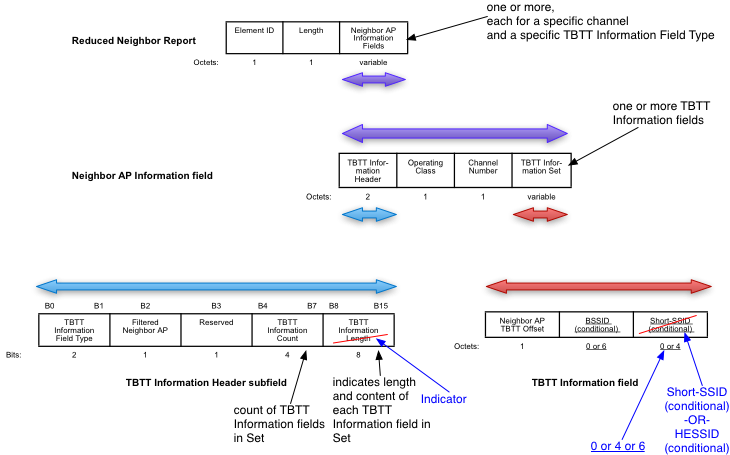 one or more,
each for a specific channel
and a specific TBTT Information Field Type
Reduced Neighbor Report
Element ID
Length
Neighbor AP
Information
Fields
Octets:
1
1
variable
one or more TBTT
Information fields
Neighbor AP Information field
TBTT Infor-
mation
Header
Operating
Class
Channel
Number
TBTT Infor-
mation Set
Octets:
2
1
1
variable
B0
B1
B2
B3
B4
B7
B8
B15
TBTT
Information
Field Type
Filtered
Neighbor AP
Reserved
TBTT
Information
Count
TBTT
Information
Length
Bits:
2
1
1
4
8
TBTT Information Header subfield
count of TBTT
Information fields
in Set
indicates length
and content of
each TBTT
Information field in
Set
Indicator
Neighbor AP
TBTT Offset
BSSID
(conditional)
Short-SSID
(conditional)
Octets:
1
0 or 6
0 or 4
TBTT Information field
0 or 4 or 6
Short-SSID
(conditional)
-OR-
HESSID
(conditional)